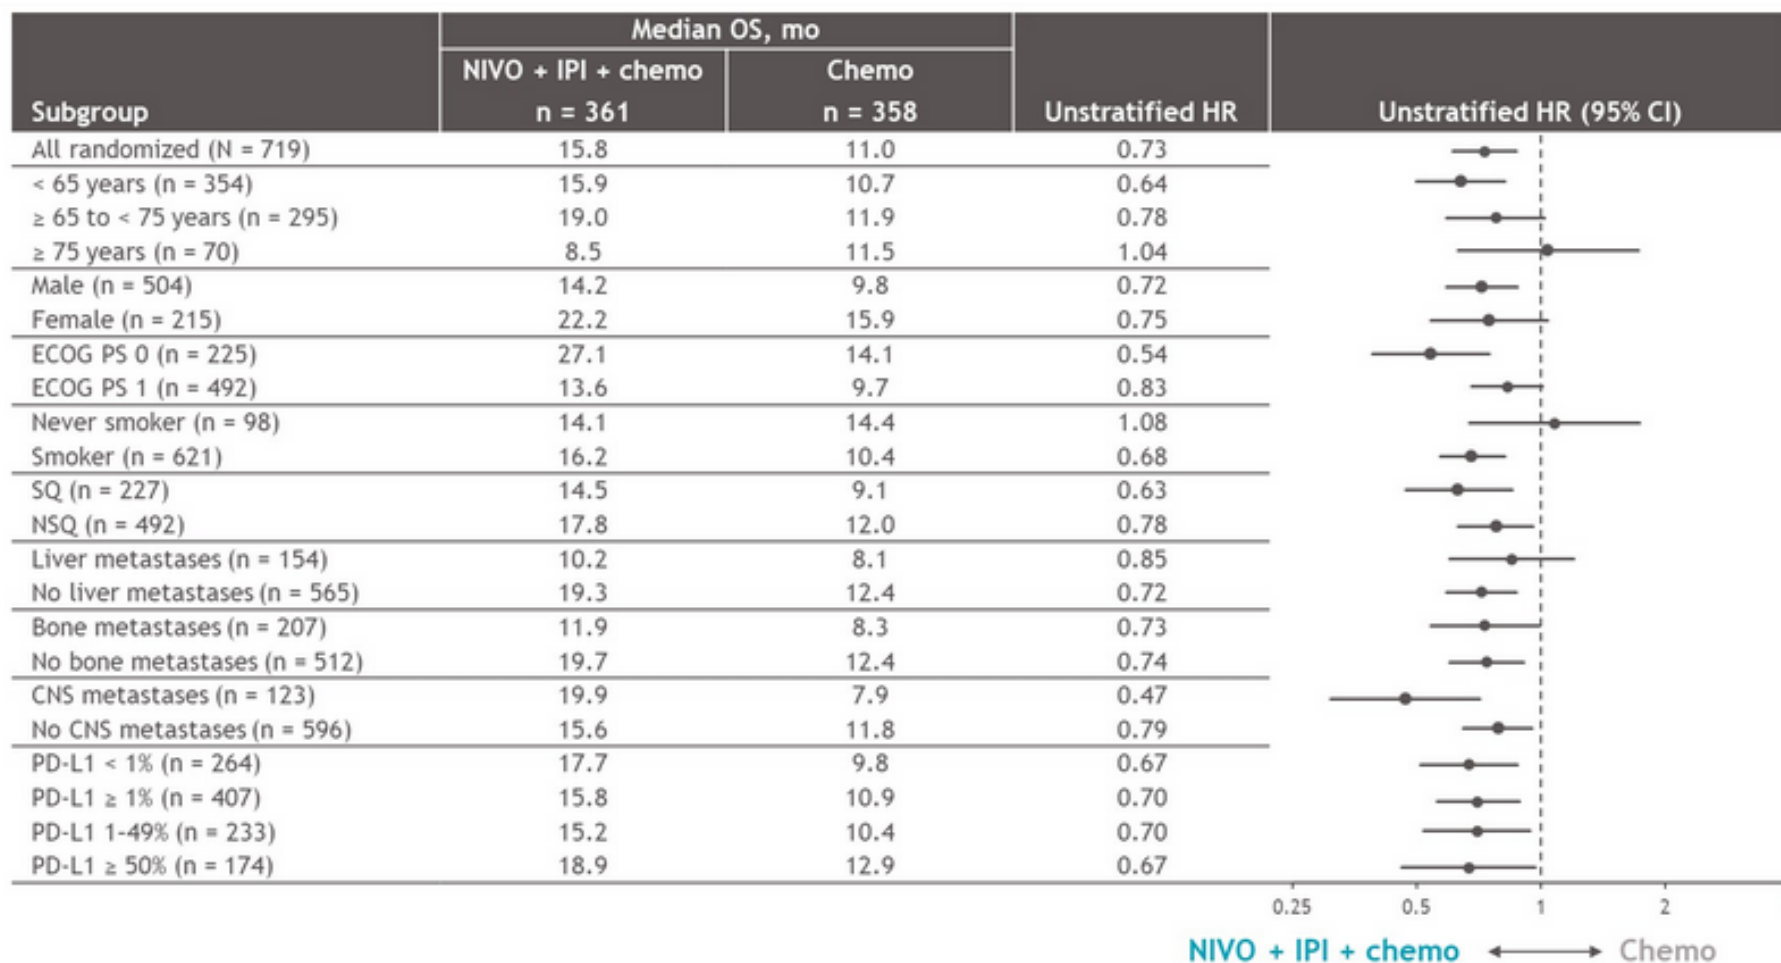 Median OS, mo
NIVO + IPI + chemo Chemo
Subgroup n = 361 n = 358 Unstratified HR Unstratified HR (95% CI)
All randomized (N = 719) 15.8 11.0 0.73
< 65 years (n = 354) 15.9 10.7 0.64
≥ 65 to < 75 years (n = 295) 19.0 11.9 0.78
≥ 75 years (n = 70) 8.5 11.5 1.04
Male (n = 504) 14.2 9.8 0.72
Female (n = 215) 22.2 15.9 0.75
ECOG PS 0 (n = 225) 27.1 14.1 0.54
ECOG PS 1 (n = 492) 13.6 9.7 0.83
Never smoker (n = 98) 14.1 14.4 1.08
Smoker (n = 621) 16.2 10.4 0.68
SQ (n = 227) 14.5 9.1 0.63
NSQ (n = 492) 17.8 12.0 0.78
Liver metastases (n = 154) 10.2 8.1 0.85
No liver metastases (n = 565) 19.3 12.4 0.72
Bone metastases (n = 207) 11.9 8.3 0.73
No bone metastases (n = 512) 19.7 12.4 0.74
CNS metastases (n = 123) 19.9 7.9 0.47
No CNS metastases (n = 596) 15.6 11.8 0.79
PD-L1 < 1% (n = 264) 17.7 9.8 0.67
PD-L1 ≥ 1% (n = 407) 15.8 10.9 0.70
PD-L1 1-49% (n = 233) 15.2 10.4 0.70
PD-L1 ≥ 50% (n = 174) 18.9 12.9 0.67
0.25 0.5 1 2
NIVO + IPI + chemo Chemo